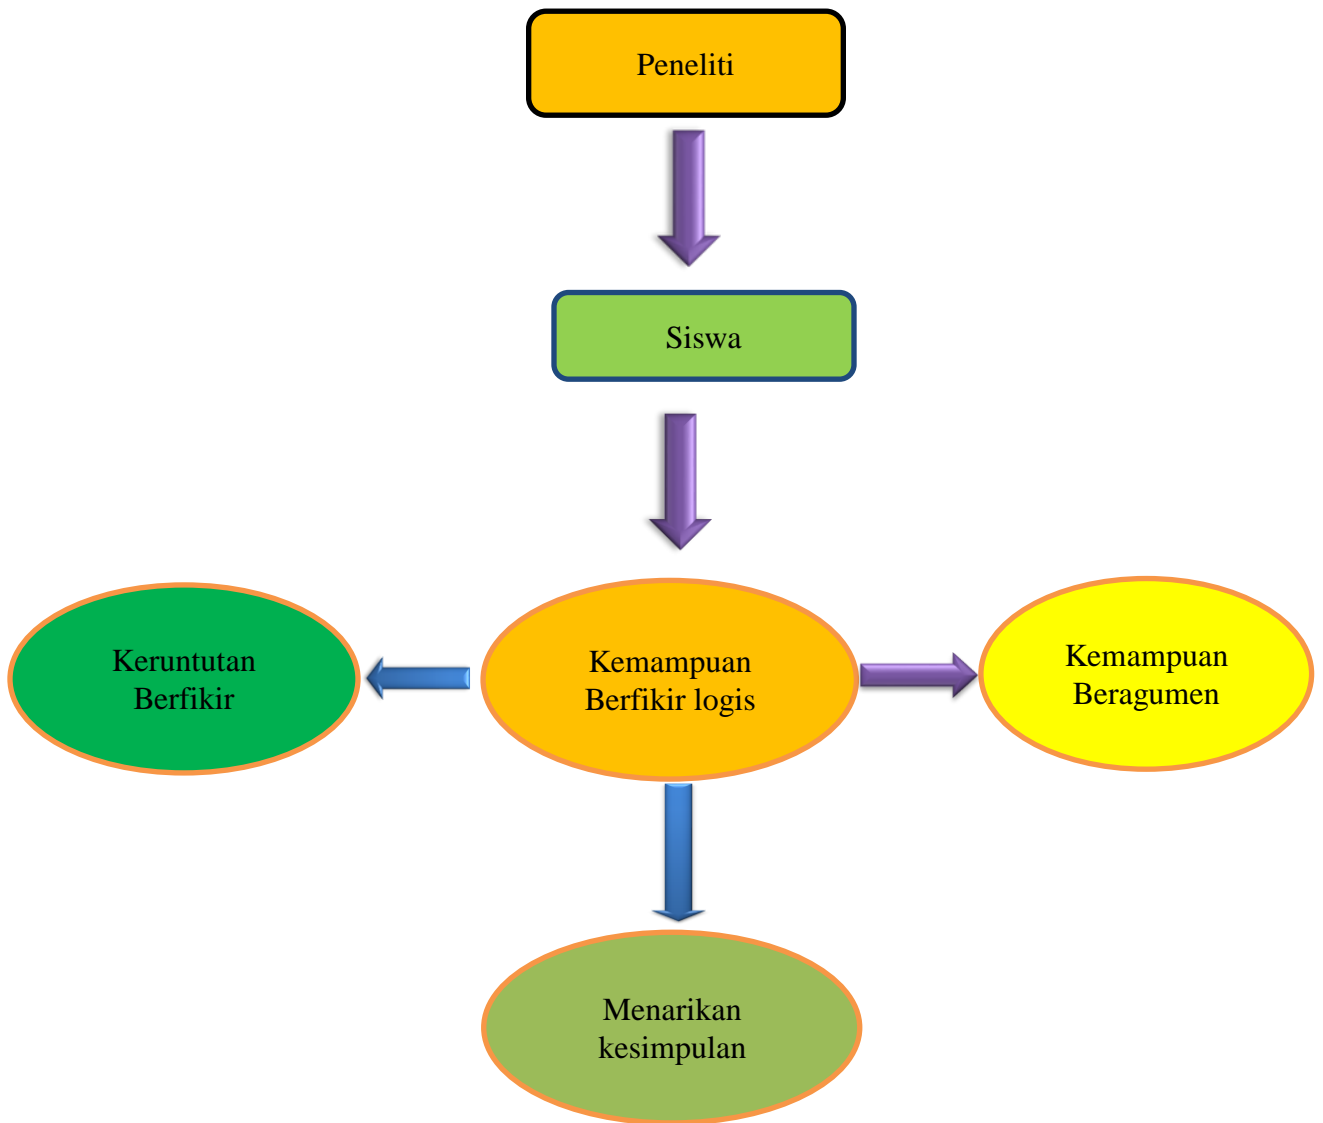 Peneliti
Siswa
Keruntutan
Berfikir
Kemampuan
Berfikir logis
Kemampuan
Beragumen
Menarikan
kesimpulan